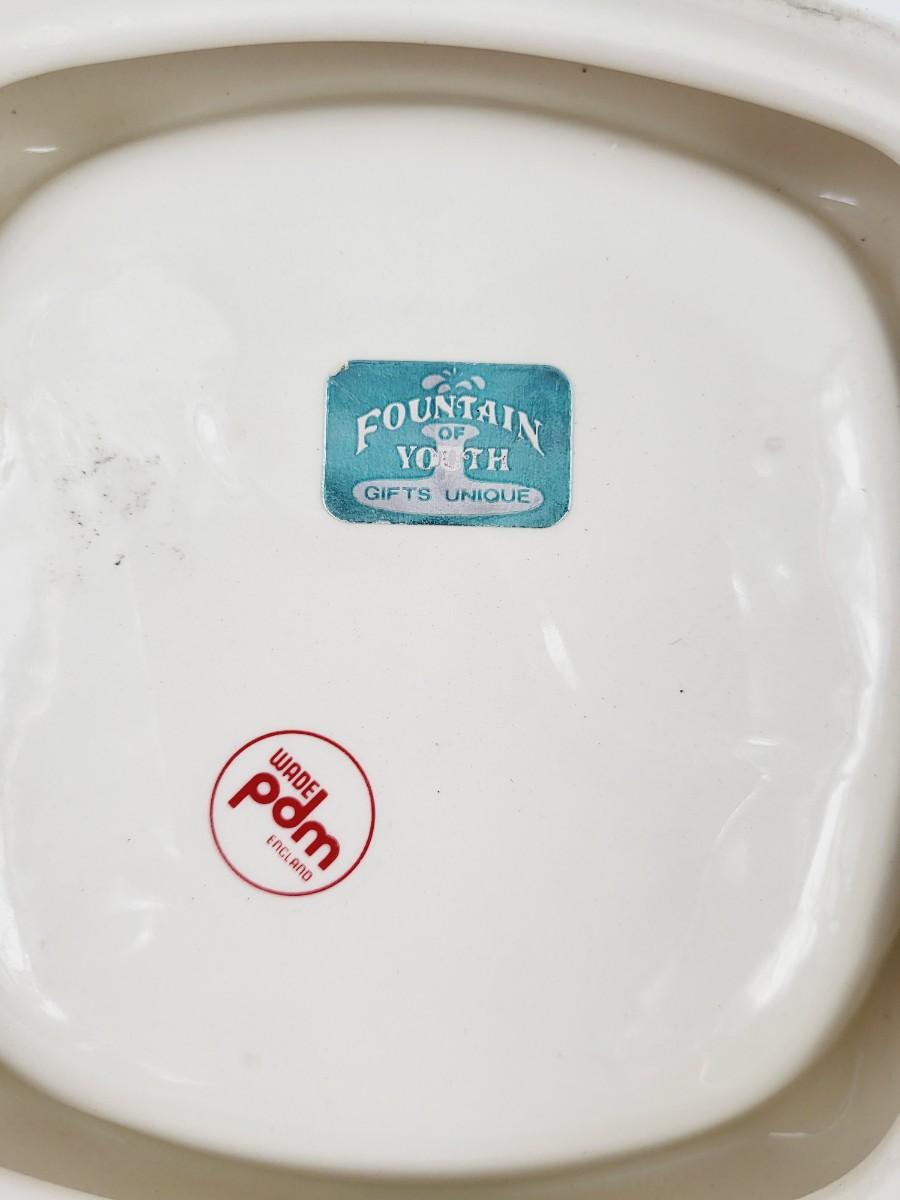 FOUNTAIN
OF
YOUTH
GIFTS UNIQUE
WADE
pdm
ENGLAND